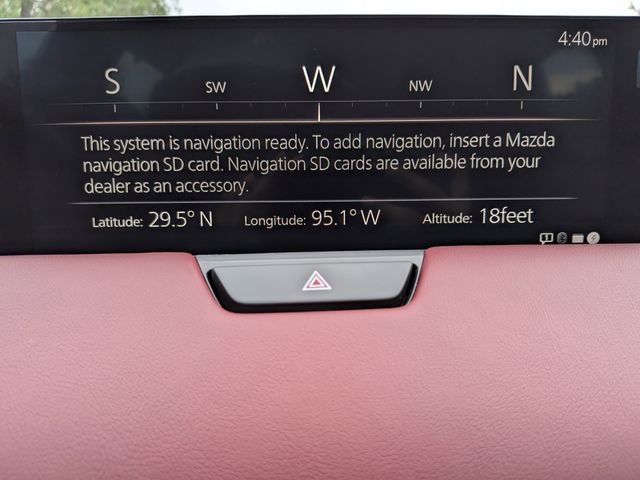 4:40pm
S SW W NW N
This system is navigation ready. To add navigation, insert a Mazda
navigation SD card. Navigation SD cards are available from your
dealer as an accessory.
Latitude: 29.5° N Longitude: 95.1° W Altitude: 18feet